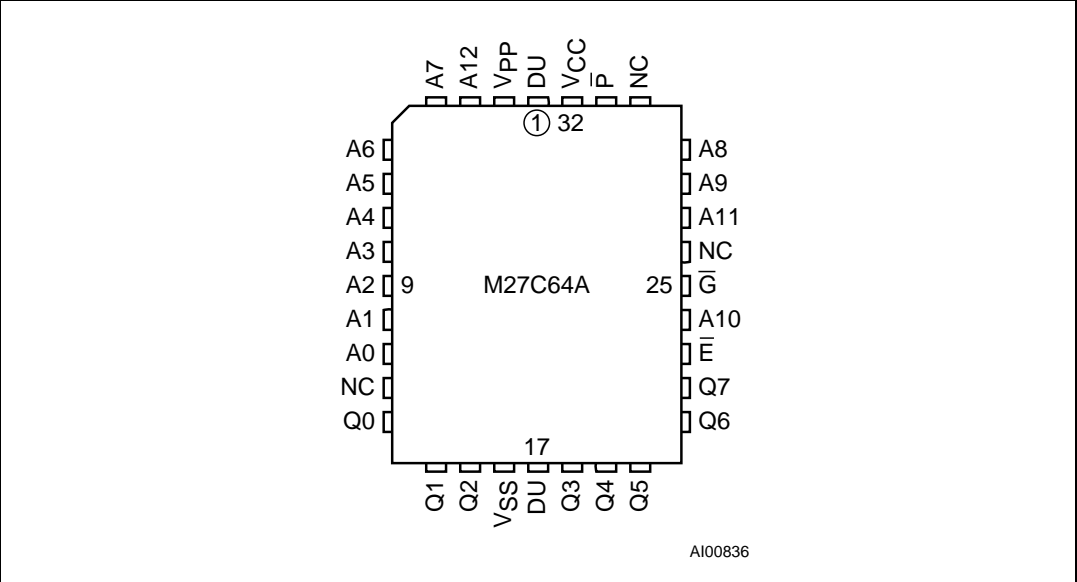 A7
A12
VPP
DU
VCC
P̅
NC
1 32
A6
A8
A5
A9
A4
A11
A3
NC
A2
9
M27C64A
25
G̅
A1
A10
A0
E̅
NC
Q7
Q0
Q6
17
Q1
Q2
VSS
DU
Q3
Q4
Q5
AI00836